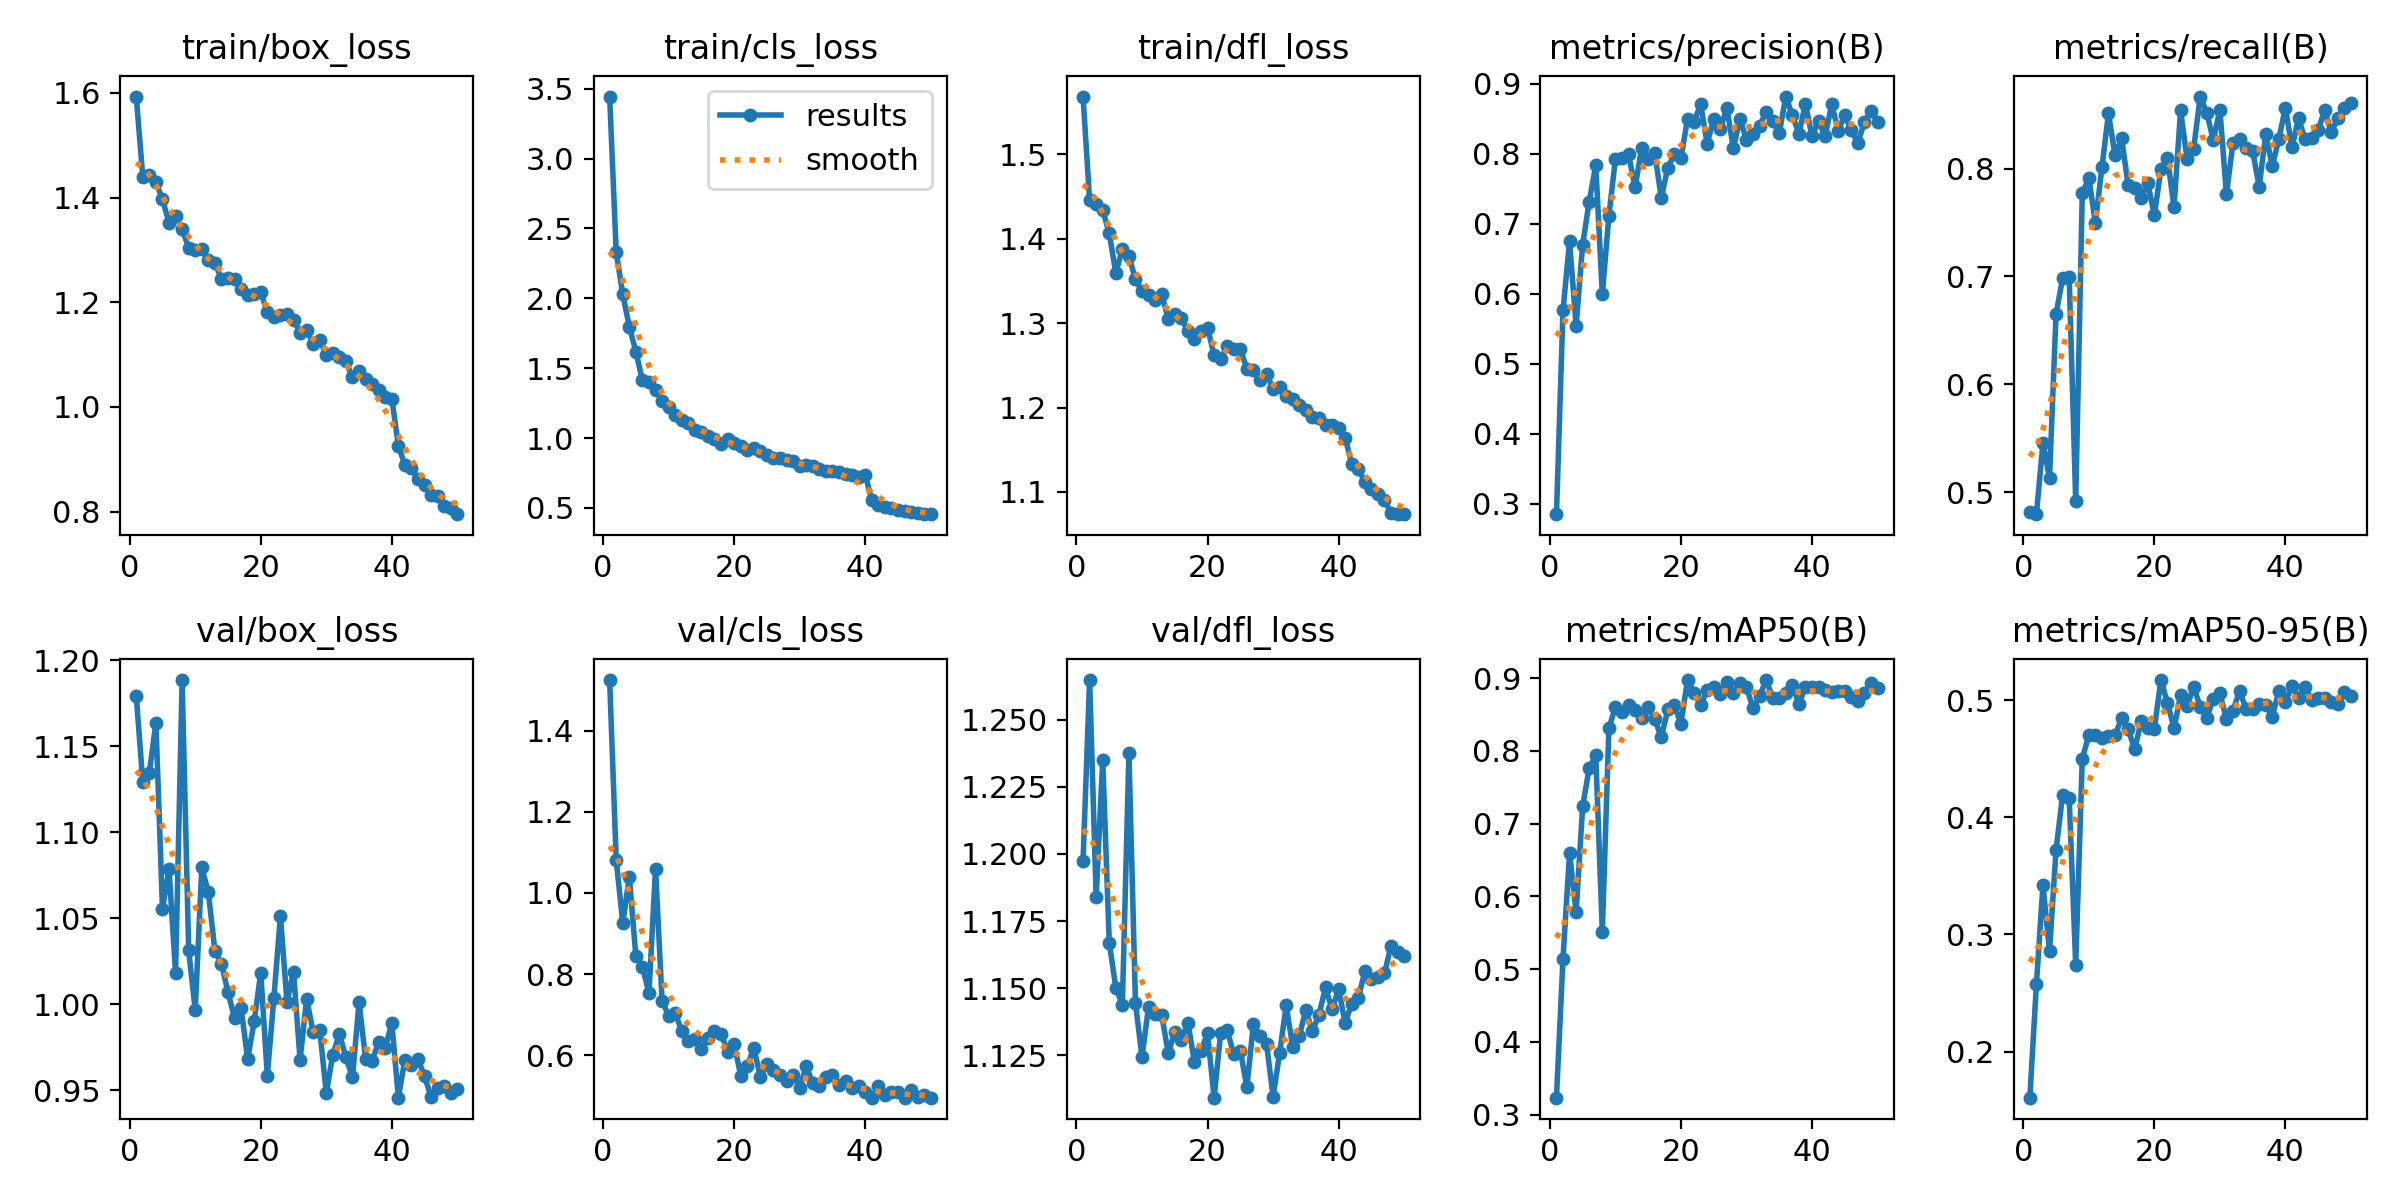 train/box_loss
1.6
1.4
1.2
1.0
0.8
0 20 40
train/cls_loss
results
smooth
3.5
3.0
2.5
2.0
1.5
1.0
0.5
0 20 40
train/dfl_loss
1.5
1.4
1.3
1.2
1.1
0 20 40
metrics/precision(B)
0.9
0.8
0.7
0.6
0.5
0.4
0.3
0 20 40
metrics/recall(B)
0.8
0.7
0.6
0.5
0 20 40
val/box_loss
1.20
1.15
1.10
1.05
1.00
0.95
0 20 40
val/cls_loss
1.4
1.2
1.0
0.8
0.6
0 20 40
val/dfl_loss
1.250
1.225
1.200
1.175
1.150
1.125
0 20 40
metrics/mAP50(B)
0.9
0.8
0.7
0.6
0.5
0.4
0.3
0 20 40
metrics/mAP50-95(B)
0.5
0.4
0.3
0.2
0 20 40